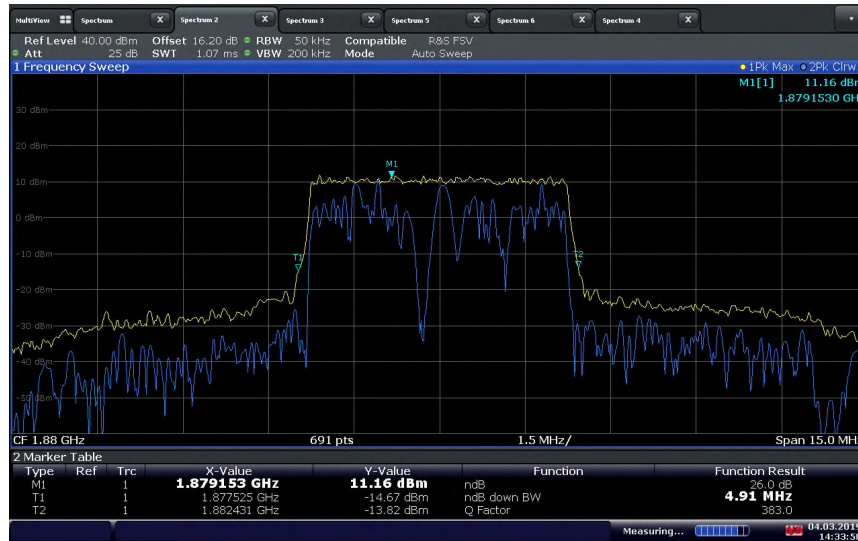 MultiView Spectrum X Spectrum 2 X Spectrum 3 X Spectrum 5 X Spectrum 6 X Spectrum 4 X
Ref Level 40.00 dBm Offset 16.20 dB RBW 50 kHz Compatible R&S FSV
Att 25 dB SWT 1.07 ms VBW 200 kHz Mode Auto Sweep
1 Frequency Sweep 1Pk Max 2Pk Clrw
M1[1] 11.16 dBm
1.8791530 GH
30 dBm
20 dBm
M1
10 dBm
0 dBm
-10 dBm
T1 T2
-20 dBm
-30 dBm
-40 dBm
-50 dBm
CF 1.88 GHz 691 pts 1.5 MHz/ Span 15.0 MH
2 Marker Table
Type Ref Trc X-Value Y-Value Function Function Result
M1 1 1.879153 GHz 11.16 dBm ndB 26.0 dB
T1 1 1.877525 GHz -14.67 dBm ndB down BW 4.91 MHz
T2 1 1.882431 GHz -13.82 dBm Q Factor 383.0
Measuring... 04.03.2019
14:33:58